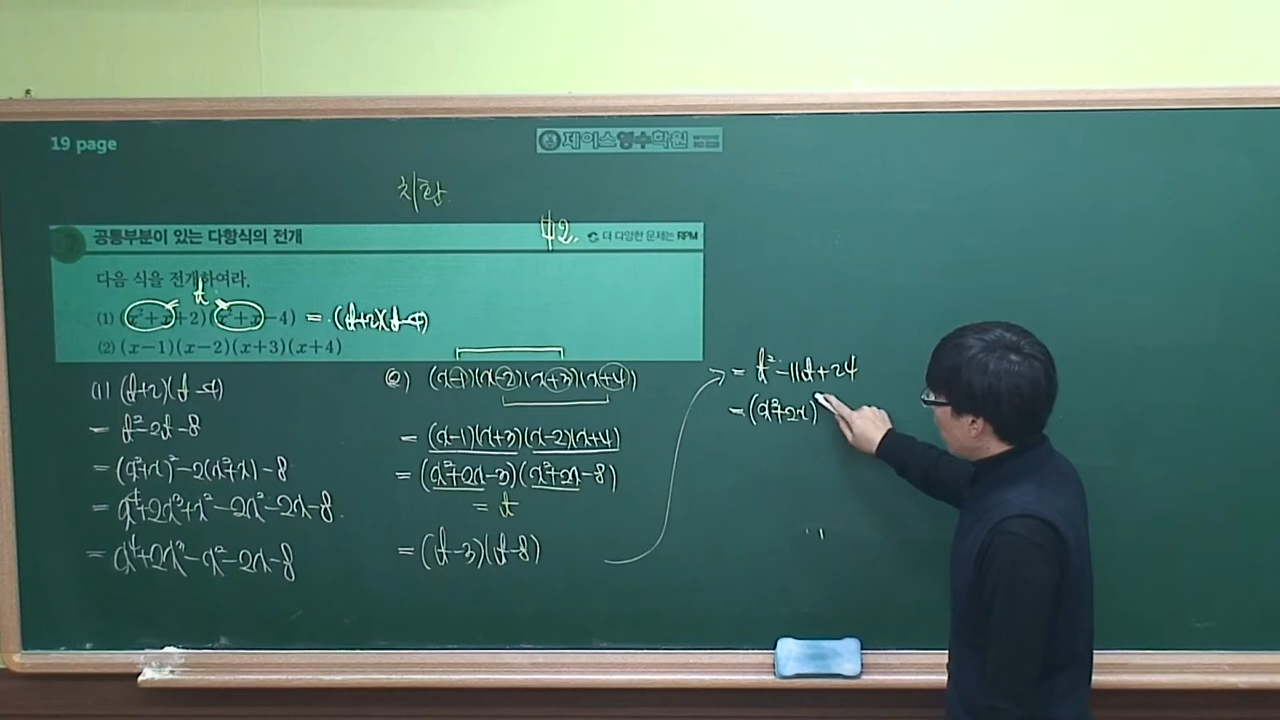 19 page
제이스영수학원
치환.
42.
공통부분이 있는 다항식의 전개
더 다양한 문제는 RPM
다음 식을 전개하여라.
t
(1) (x²+x+2)(x²+x−4) = (t+2)(t−4)
(2) (x−1)(x−2)(x+3)(x+4)
(1) (t+2)(t−4)
= t²−2t−8
= (x²+x)²−2(x²+x)−8
= x⁴+2x³+x²−2x²−2x−8.
= x⁴+2x³−x²−2x−8
(2) (x−1)(x−2)(x+3)(x+4)
= (x−1)(x+3)(x−2)(x+4)
= (x²+2x−3)(x²+2x−8)
= t
= (t−3)(t−8)
= t²−11t+24
= (x²+2x)